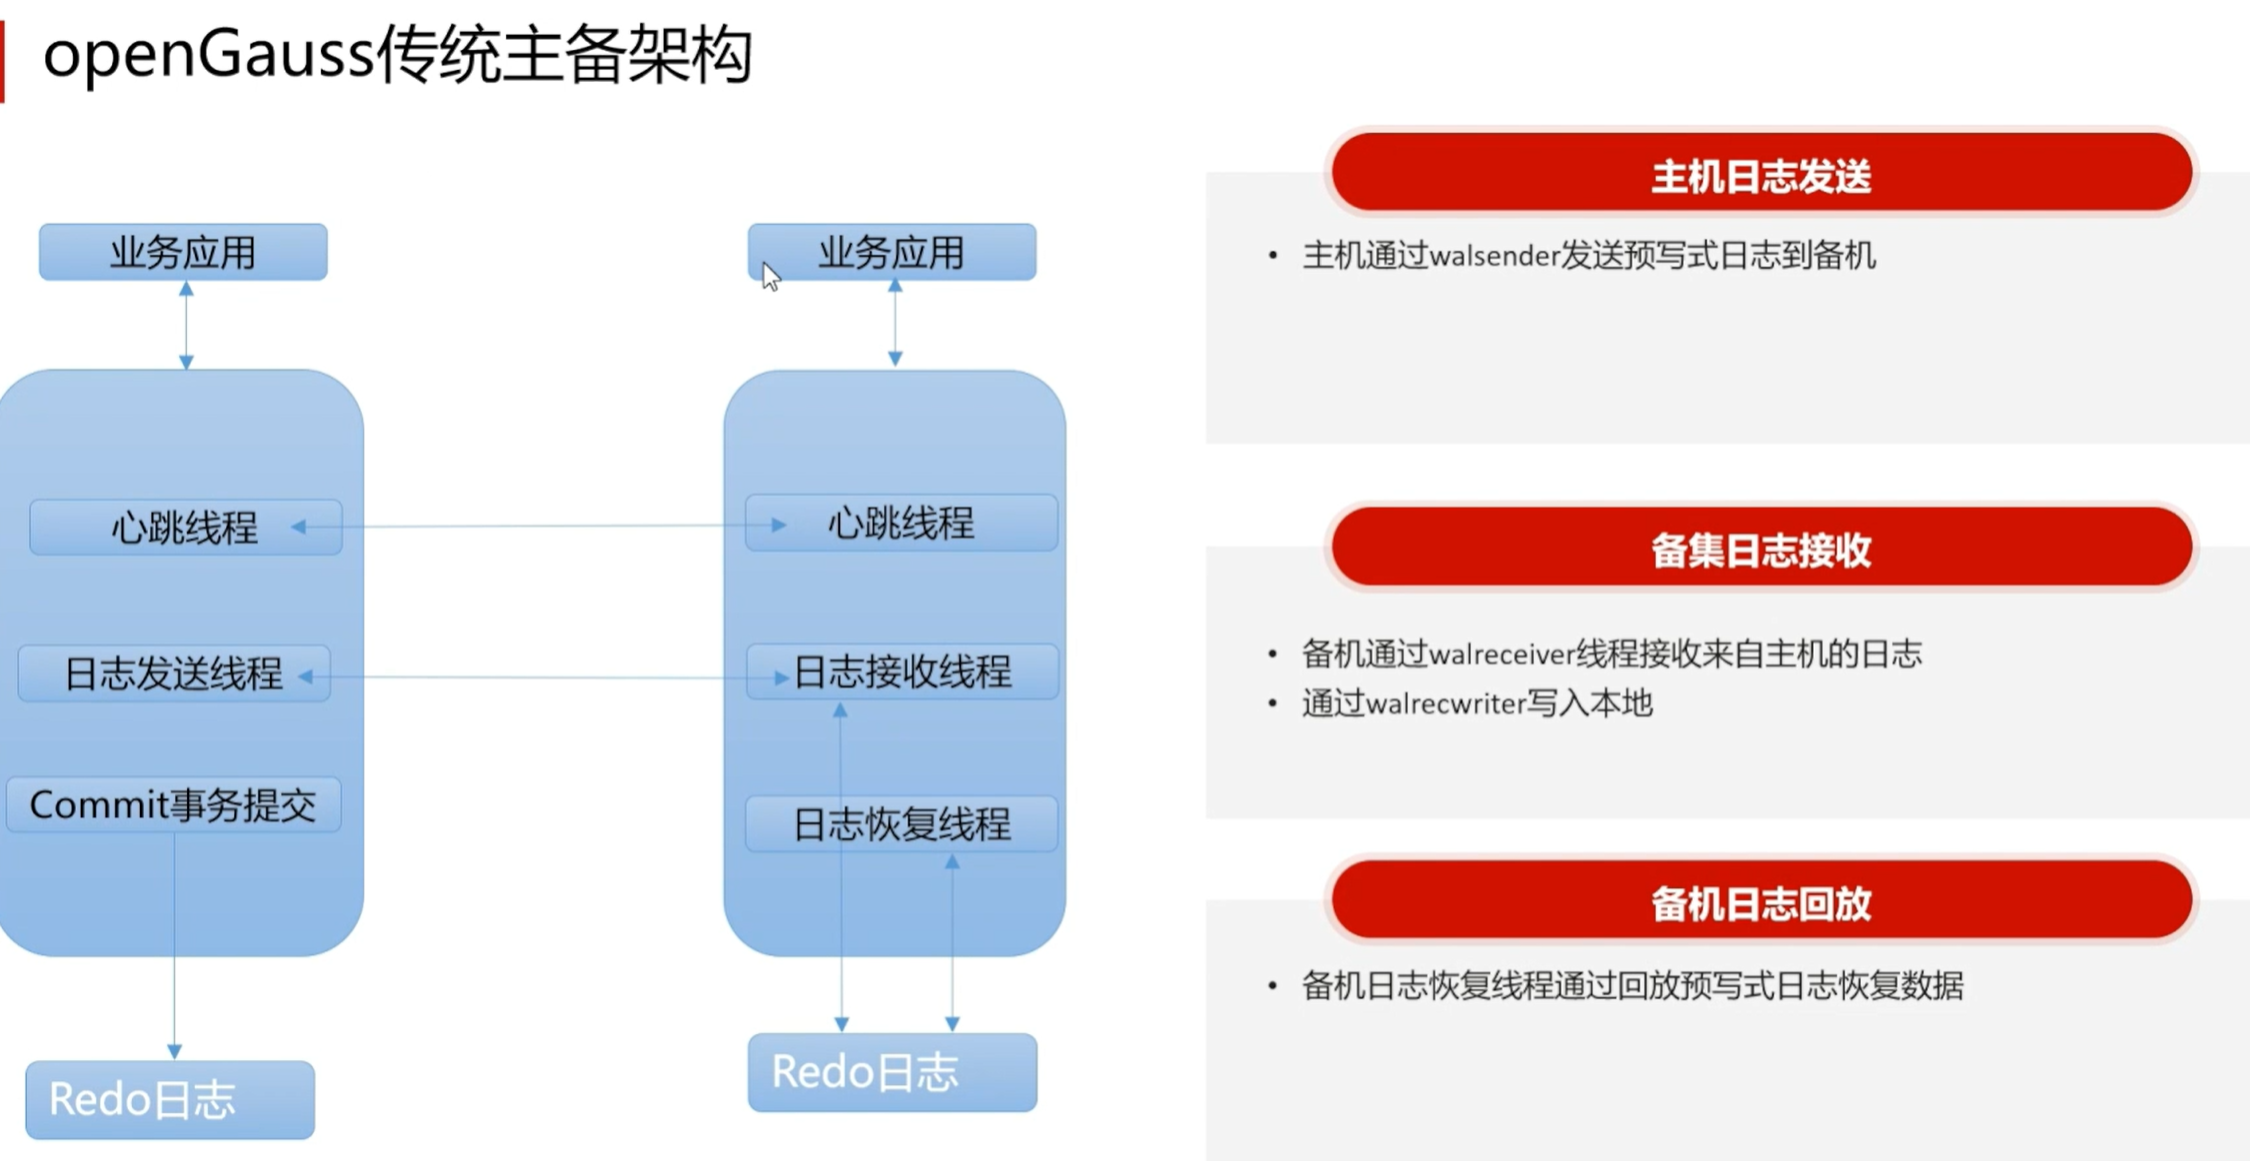 openGauss传统主备架构
业务应用
心跳线程
日志发送线程
Commit事务提交
Redo日志
业务应用
心跳线程
日志接收线程
日志恢复线程
Redo日志
主机日志发送
• 主机通过walsender发送预写式日志到备机
备集日志接收
• 备机通过walreceiver线程接收来自主机的日志
• 通过walrecwriter写入本地
备机日志回放
• 备机日志恢复线程通过回放预写式日志恢复数据